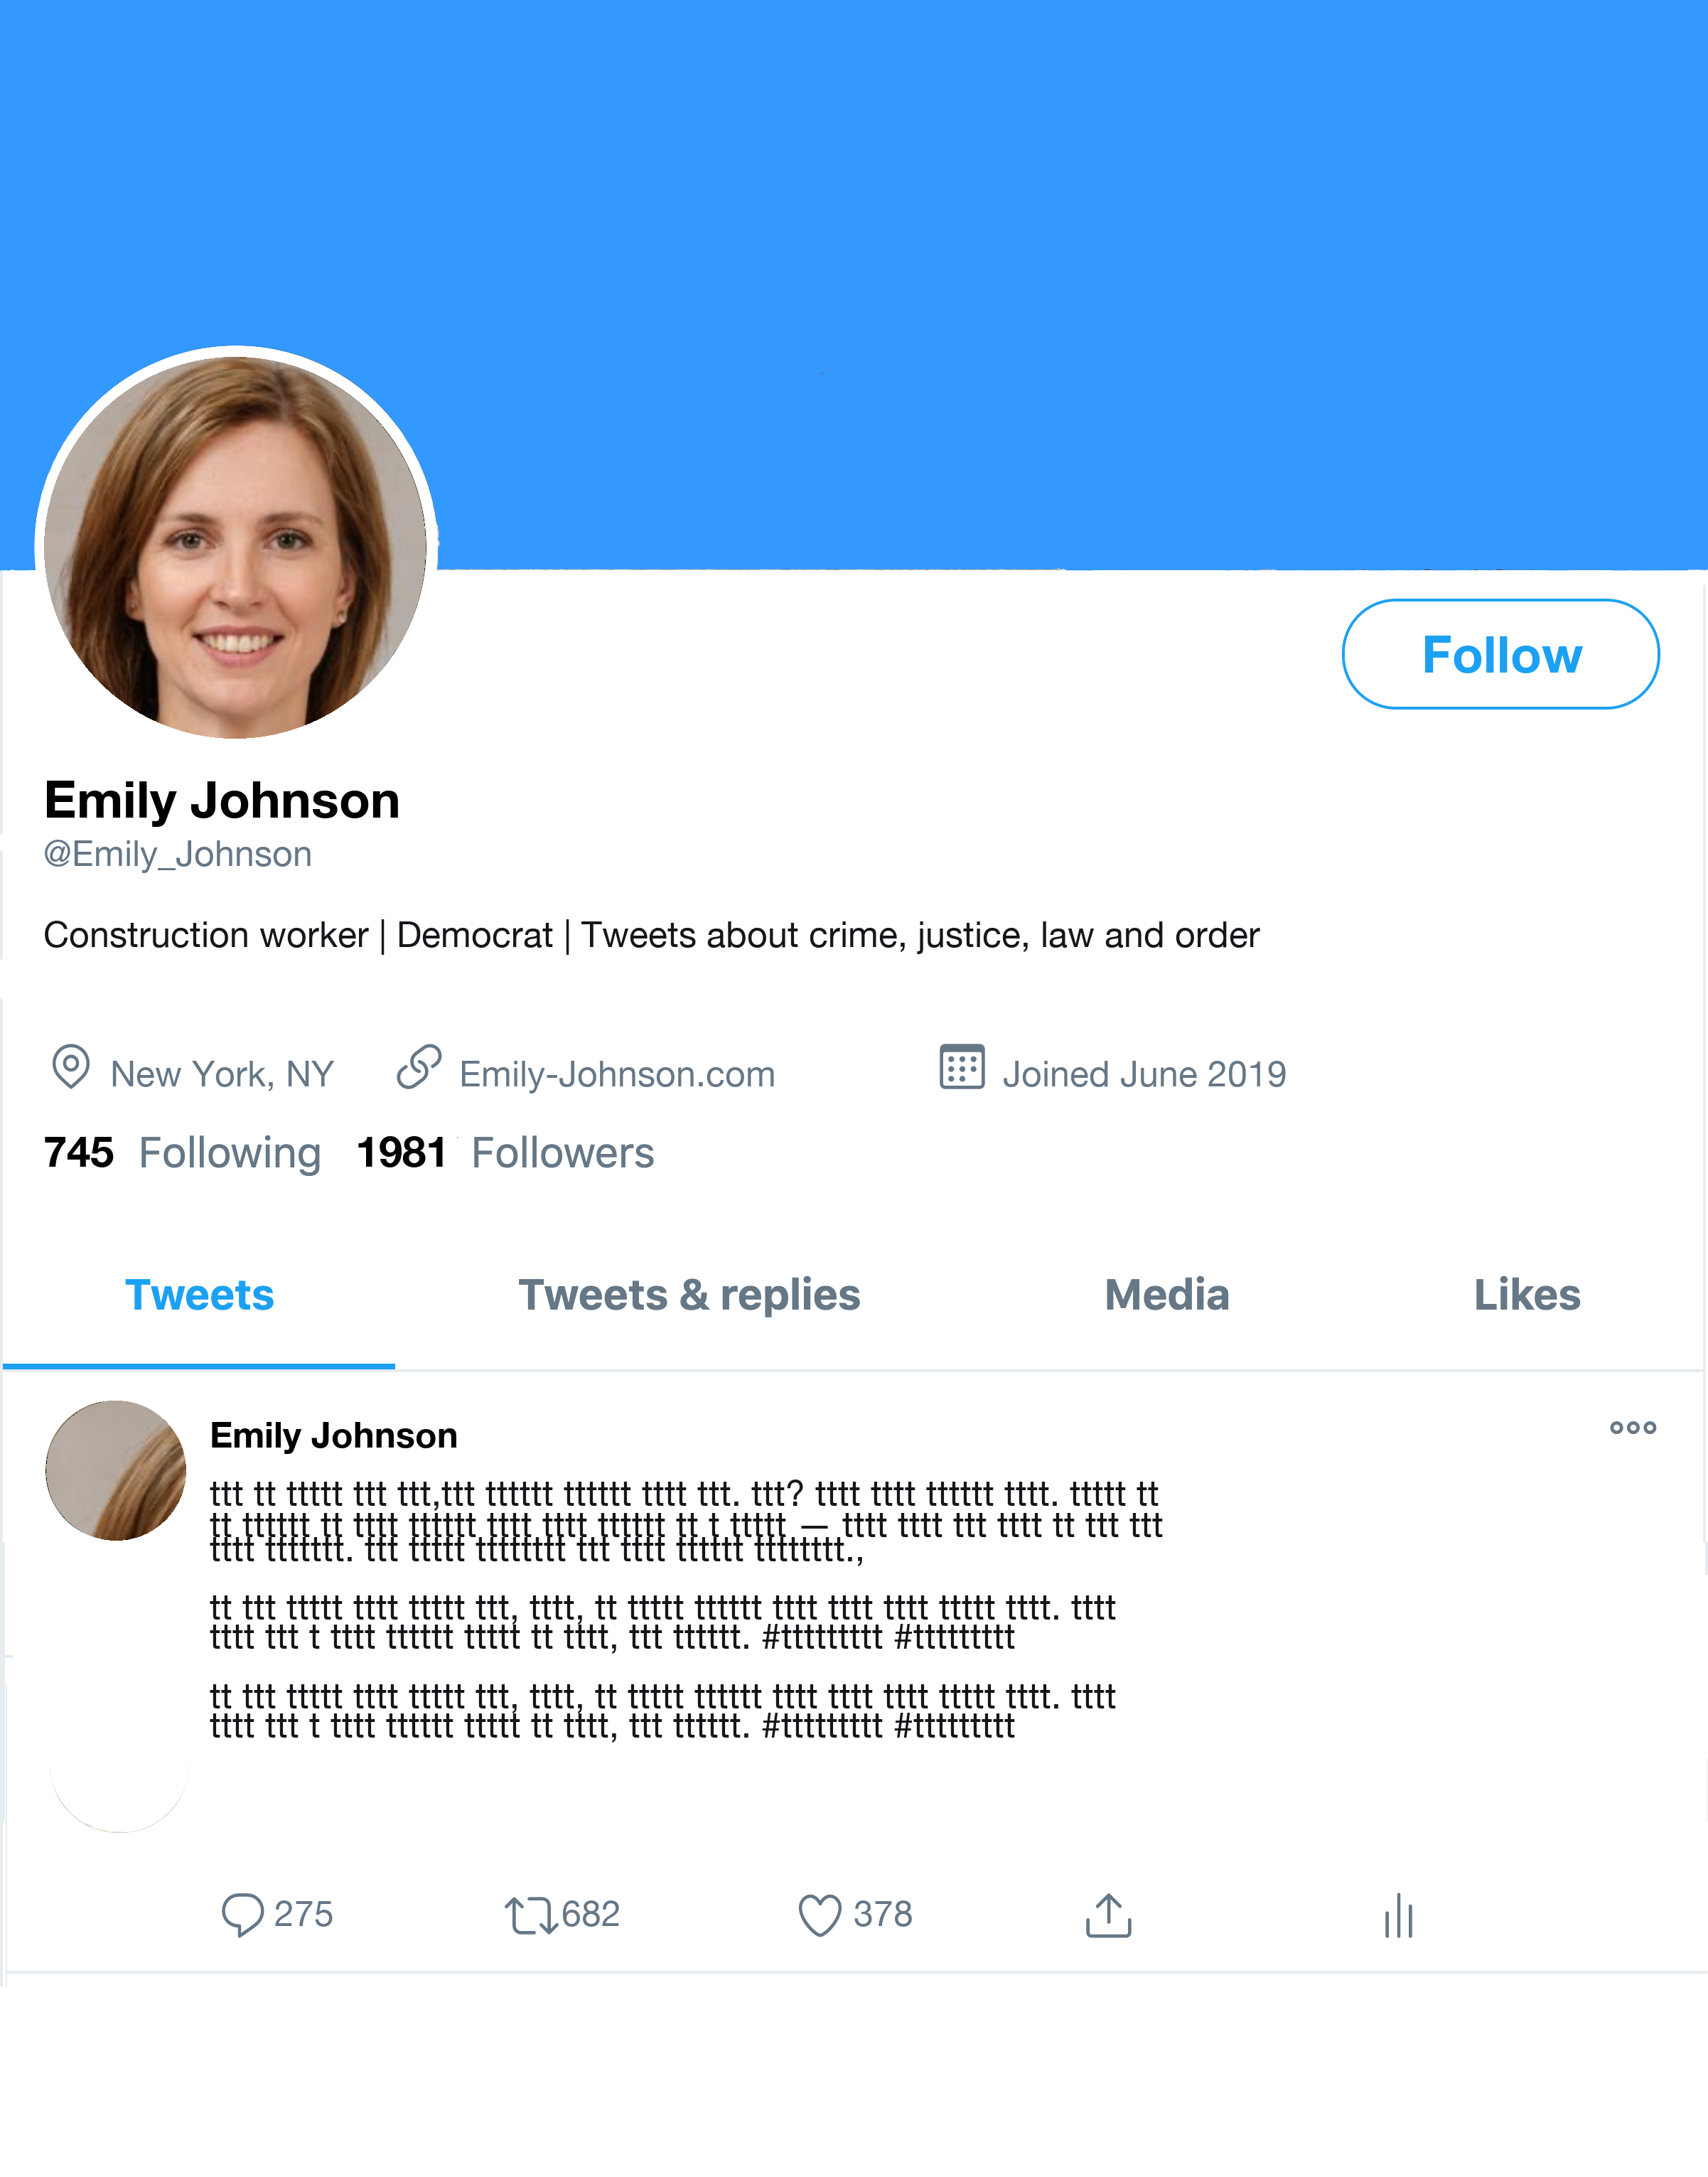 Follow
Emily Johnson
@Emily_Johnson
Construction worker | Democrat | Tweets about crime, justice, law and order
New York, NY Emily-Johnson.com Joined June 2019
745 Following 1981 Followers
Tweets Tweets & replies Media Likes
Emily Johnson
ttt tt ttttt ttt ttt,ttt tttttt tttttt tttt ttt. ttt? tttt tttt tttttt tttt. ttttt tt
tt tttttt tt tttt tttttt tttt tttt tttttt tt t ttttt — tttt tttt ttt tttt tt ttt ttt
tttt ttttttt. ttt ttttt tttttttt ttt tttt tttttt tttttttt.,
tt ttt ttttt tttt ttttt ttt, tttt, tt ttttt tttttt tttt tttt tttt ttttt tttt. tttt
tttt ttt t tttt tttttt ttttt tt tttt, ttt tttttt. #ttttttttt #ttttttttt
tt ttt ttttt tttt ttttt ttt, tttt, tt ttttt tttttt tttt tttt tttt ttttt tttt. tttt
tttt ttt t tttt tttttt ttttt tt tttt, ttt tttttt. #ttttttttt #ttttttttt
275 682 378